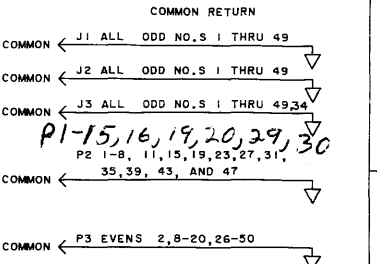 COMMON RETURN
COMMON J1 ALL ODD NO.S 1 THRU 49
COMMON J2 ALL ODD NO.S 1 THRU 49
COMMON J3 ALL ODD NO.S 1 THRU 49,34
P1-15,16,19,20,29,30
P2 1-8, 11,15,19,23,27,31,
COMMON 35,39, 43, AND 47
COMMON P3 EVENS 2,8-20,26-50